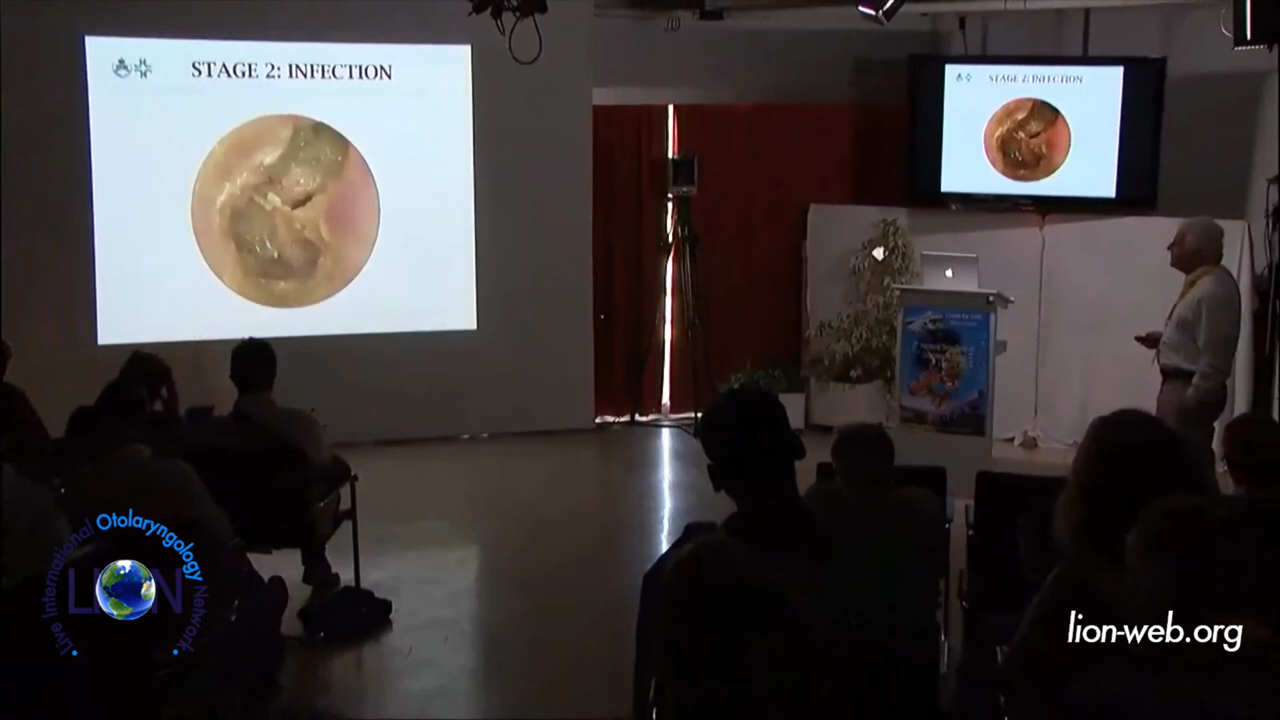 STAGE 2: INFECTION
STAGE 2: INFECTION
Live International Otolaryngology Network
LION
lion-web.org